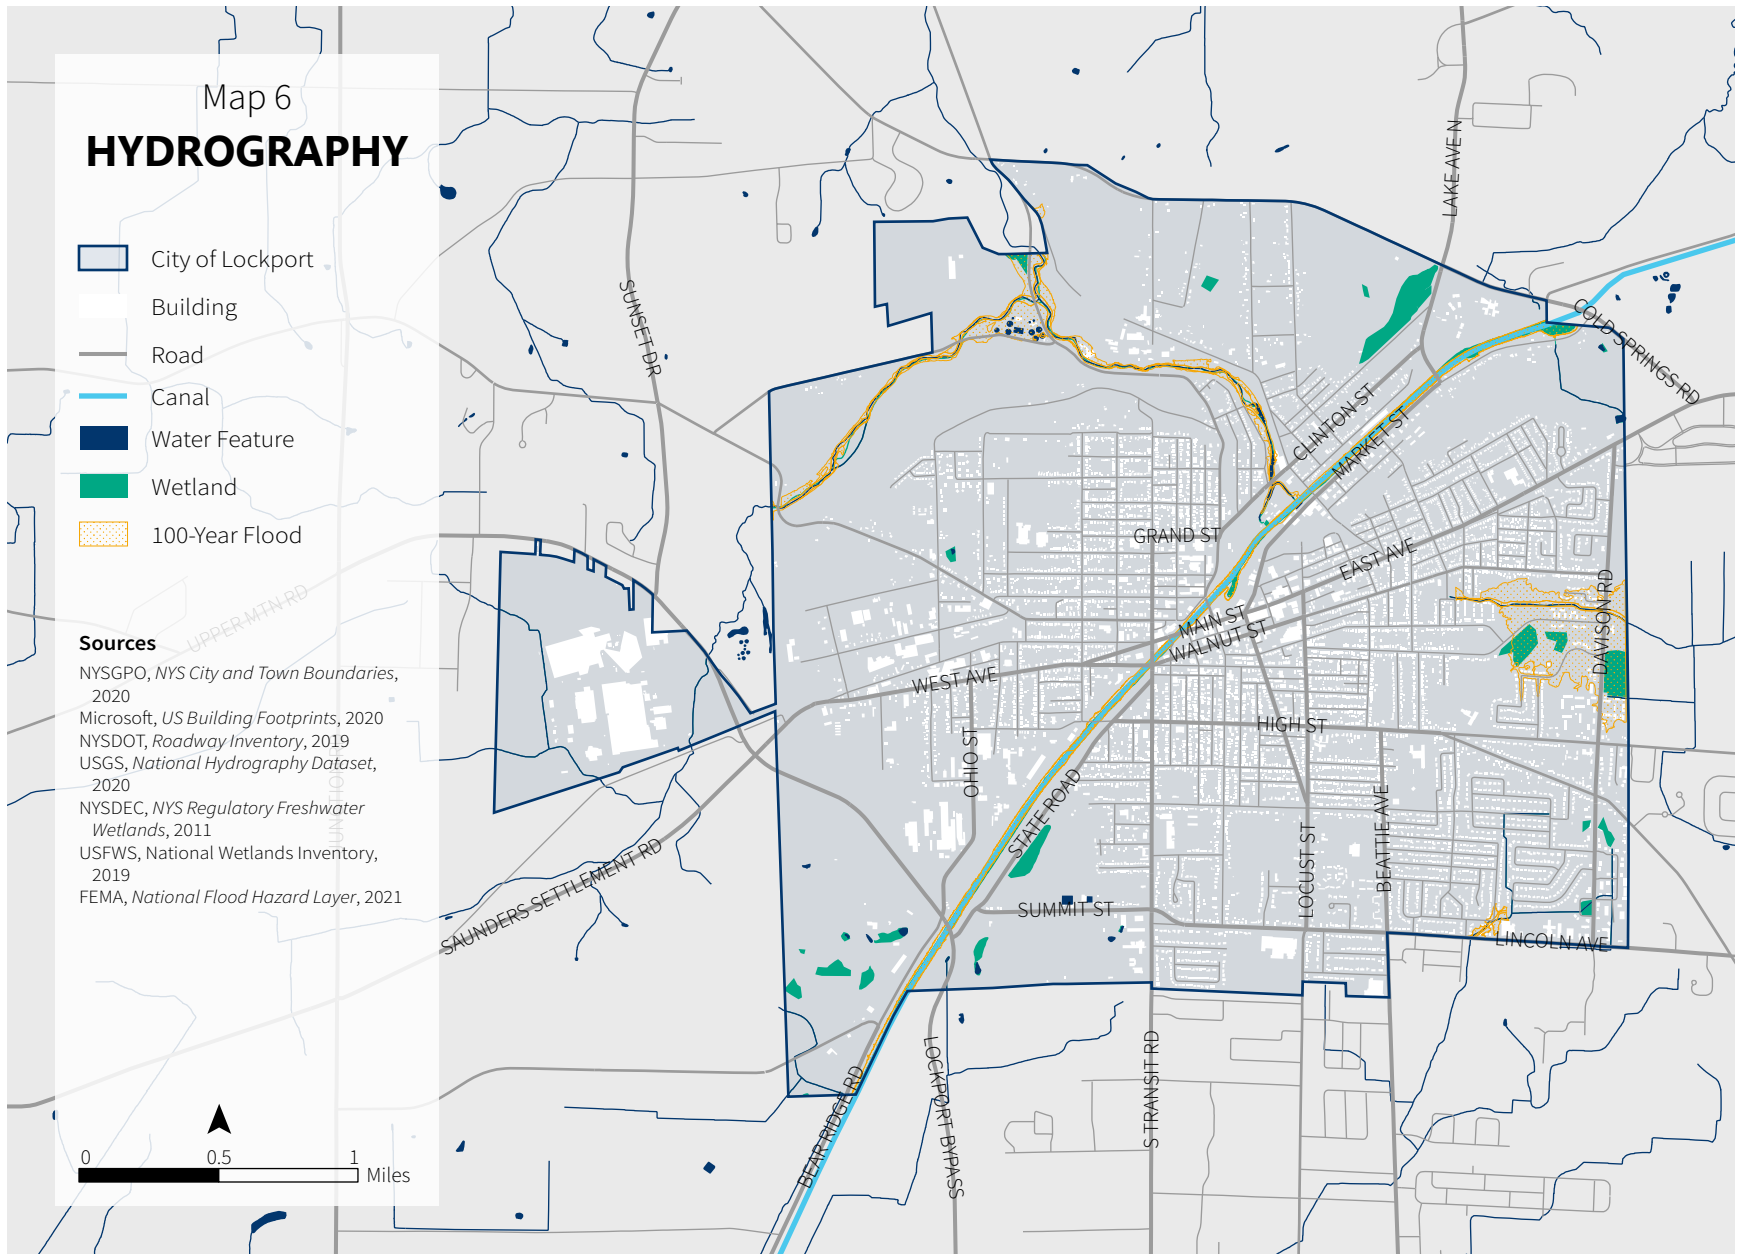 Map 6
HYDROGRAPHY
City of Lockport
Building
Road
Canal
Water Feature
Wetland
100-Year Flood
Sources
NYSGPO, NYS City and Town Boundaries,
2020
Microsoft, US Building Footprints, 2020
NYSDOT, Roadway Inventory, 2019
USGS, National Hydrography Dataset,
2020
NYSDEC, NYS Regulatory Freshwater
Wetlands, 2011
USFWS, National Wetlands Inventory,
2019
FEMA, National Flood Hazard Layer, 2021
0 0.5 1
Miles
UPPER MTN RD
SUNSET DR
LAKE AVE N
COLD SPRINGS RD
CLINTON ST
MARKET ST
GRAND ST
EAST AVE
MAIN ST
WALNUT ST
DAVISON RD
WEST AVE
HIGH ST
OHIO ST
STATE ROAD
BEATTIE AVE
LOCUST ST
SAUNDERS SETTLEMENT RD
SUMMIT ST
LINCOLN AVE
BEAR RIDGE RD
LOCKPORT BYPASS
S TRANSIT RD